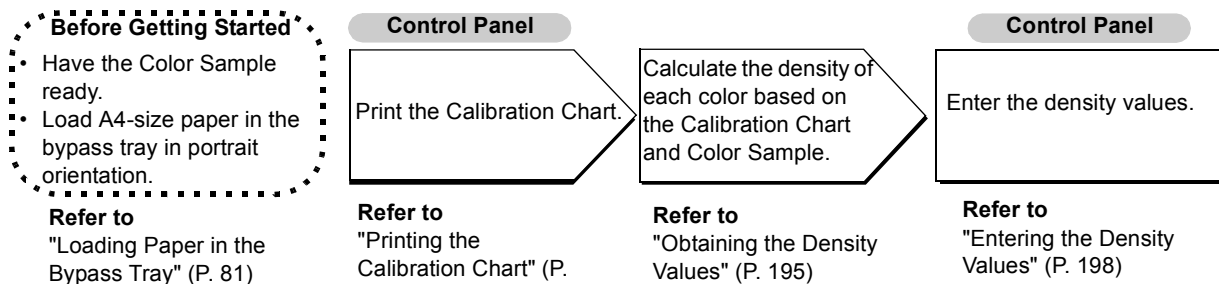 Before Getting Started
• Have the Color Sample
ready.
• Load A4-size paper in the
bypass tray in portrait
orientation.
Refer to
"Loading Paper in the
Bypass Tray" (P. 81)
Control Panel
Print the Calibration Chart.
Refer to
"Printing the
Calibration Chart" (P.
Calculate the density of
each color based on
the Calibration Chart
and Color Sample.
Refer to
"Obtaining the Density
Values" (P. 195)
Control Panel
Enter the density values.
Refer to
"Entering the Density
Values" (P. 198)